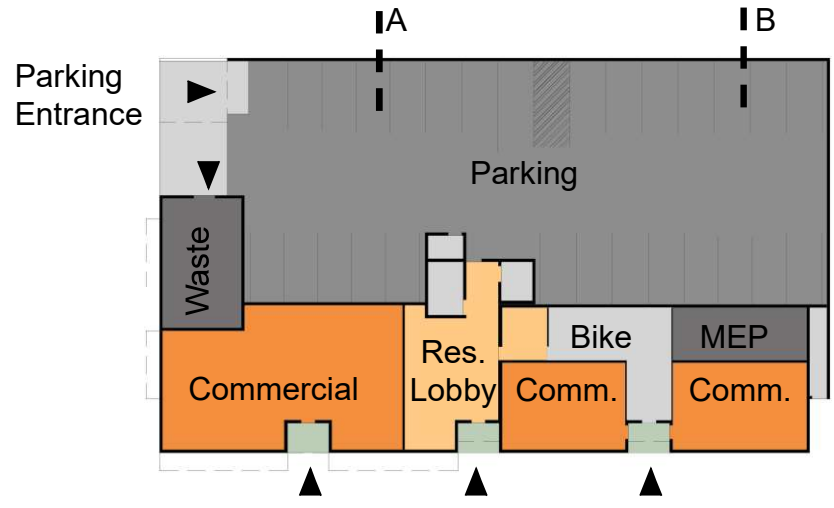 A
B
Parking
Entrance
Parking
Waste
Res.
Lobby
Bike
MEP
Commercial
Comm.
Comm.